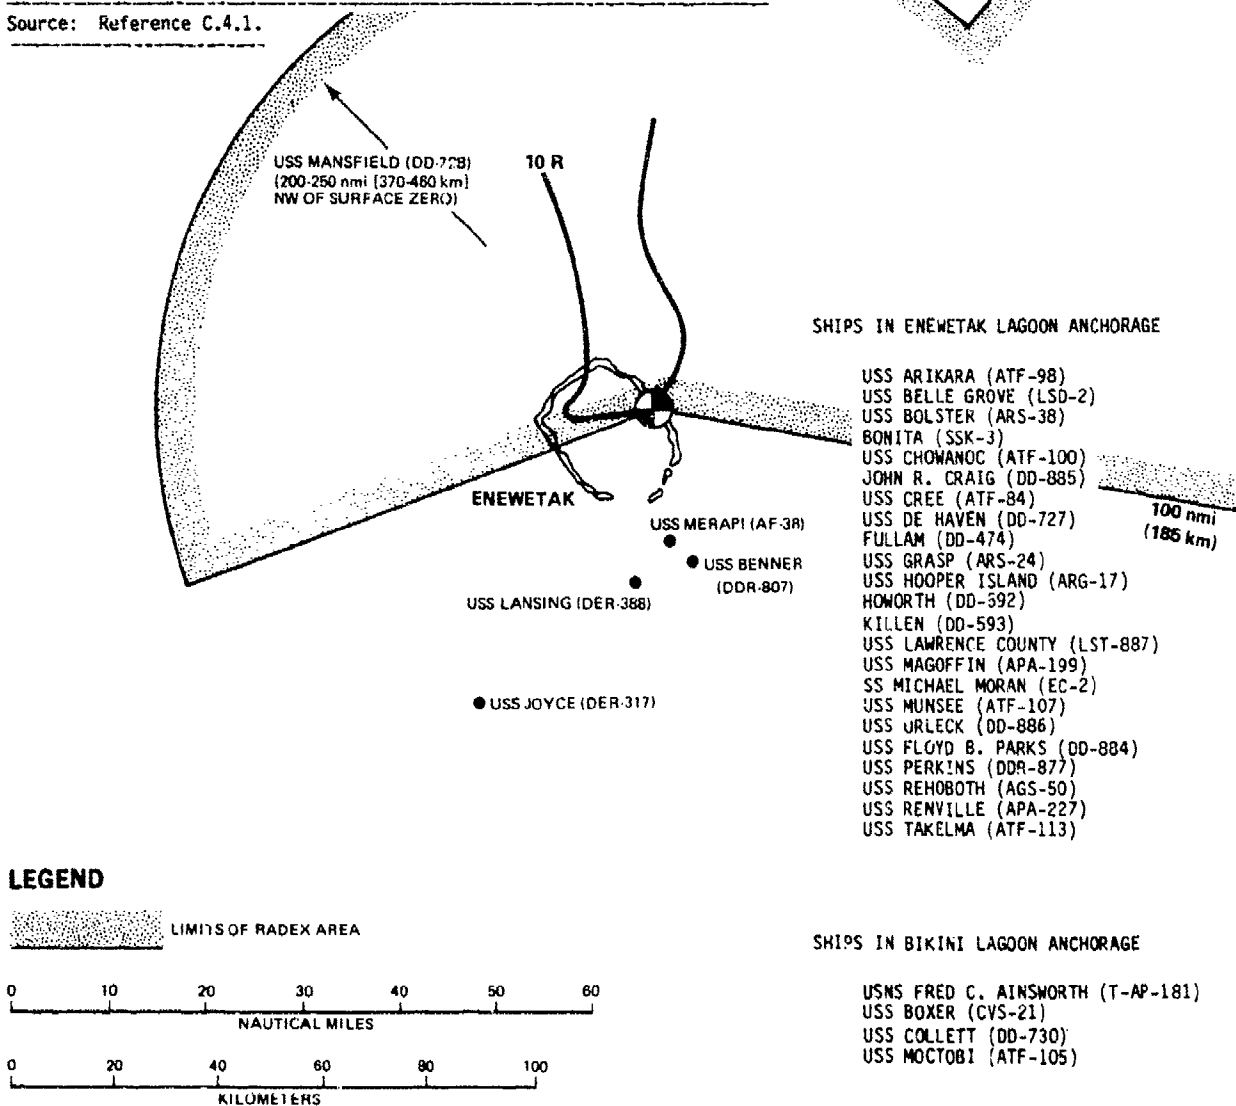 Source: Reference C.4.1.
USS MANSFIELD (DD-728)
(200-250 nmi [370-460 km]
NW OF SURFACE ZERO)
10 R
ENEWETAK
P
USS MERAPI (AF-38)
USS BENNER
(DDR-807)
USS LANSING (DER-388)
USS JOYCE (DER-317)
100 nmi
(185 km)
SHIPS IN ENEWETAK LAGOON ANCHORAGE
USS ARIKARA (ATF-98)
USS BELLE GROVE (LSD-2)
USS BOLSTER (ARS-38)
BONITA (SSK-3)
USS CHOWANOC (ATF-100)
JOHN R. CRAIG (DD-885)
USS CREE (ATF-84)
USS DE HAVEN (DD-727)
FULLAM (DD-474)
USS GRASP (ARS-24)
USS HOOPER ISLAND (ARG-17)
HOWORTH (DD-592)
KILLEN (DD-593)
USS LAWRENCE COUNTY (LST-887)
USS MAGOFFIN (APA-199)
SS MICHAEL MORAN (EC-2)
USS MUNSEE (ATF-107)
USS ORLECK (DD-886)
USS FLOYD B. PARKS (DD-884)
USS PERKINS (DDR-877)
USS REHOBOTH (AGS-50)
USS RENVILLE (APA-227)
USS TAKELMA (ATF-113)
LEGEND
LIMITS OF RADEX AREA
0 10 20 30 40 50 60
NAUTICAL MILES
0 20 40 60 80 100
KILOMETERS
SHIPS IN BIKINI LAGOON ANCHORAGE
USNS FRED C. AINSWORTH (T-AP-181)
USS BOXER (CVS-21)
USS COLLETT (DD-730)
USS MOCTOBI (ATF-105)